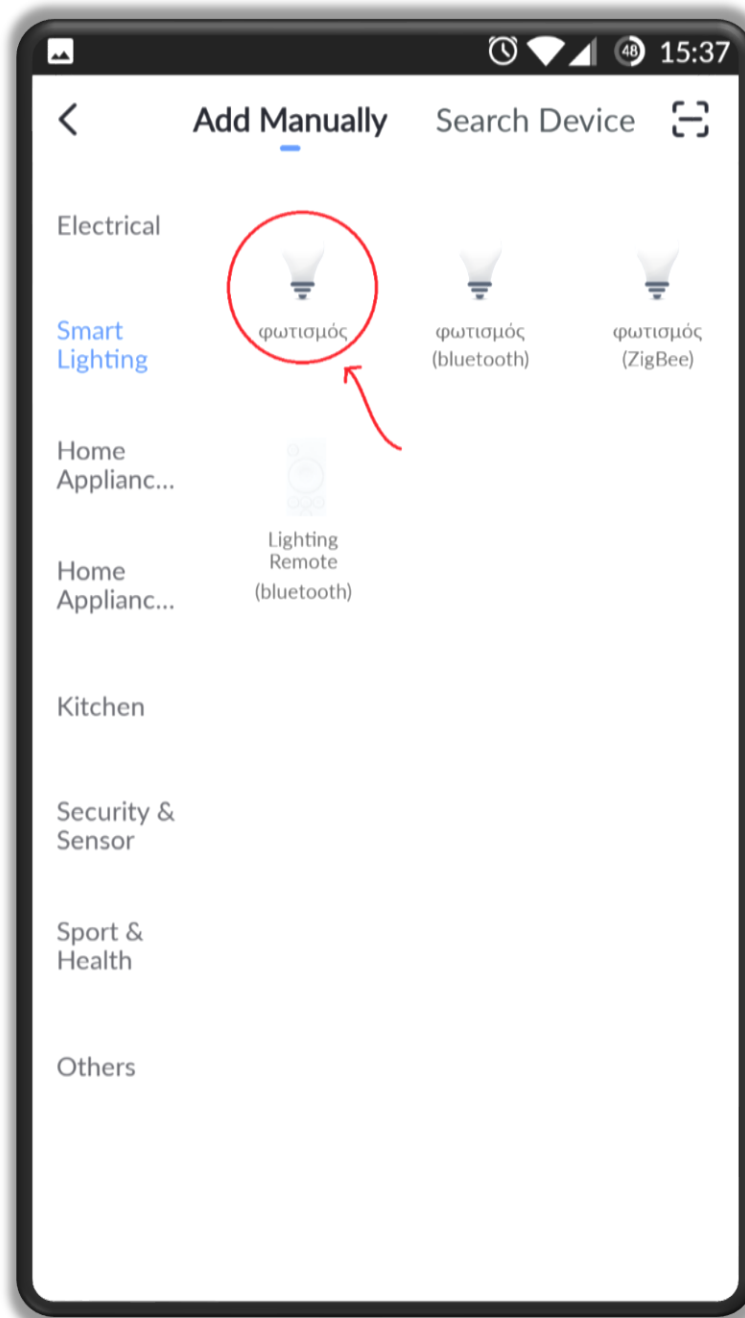 48 15:37
Add Manually Search Device
Electrical
Smart
Lighting
Home
Applianc...
Home
Applianc...
Kitchen
Security &
Sensor
Sport &
Health
Others
φωτισμός
φωτισμός
(bluetooth)
φωτισμός
(ZigBee)
Lighting
Remote
(bluetooth)